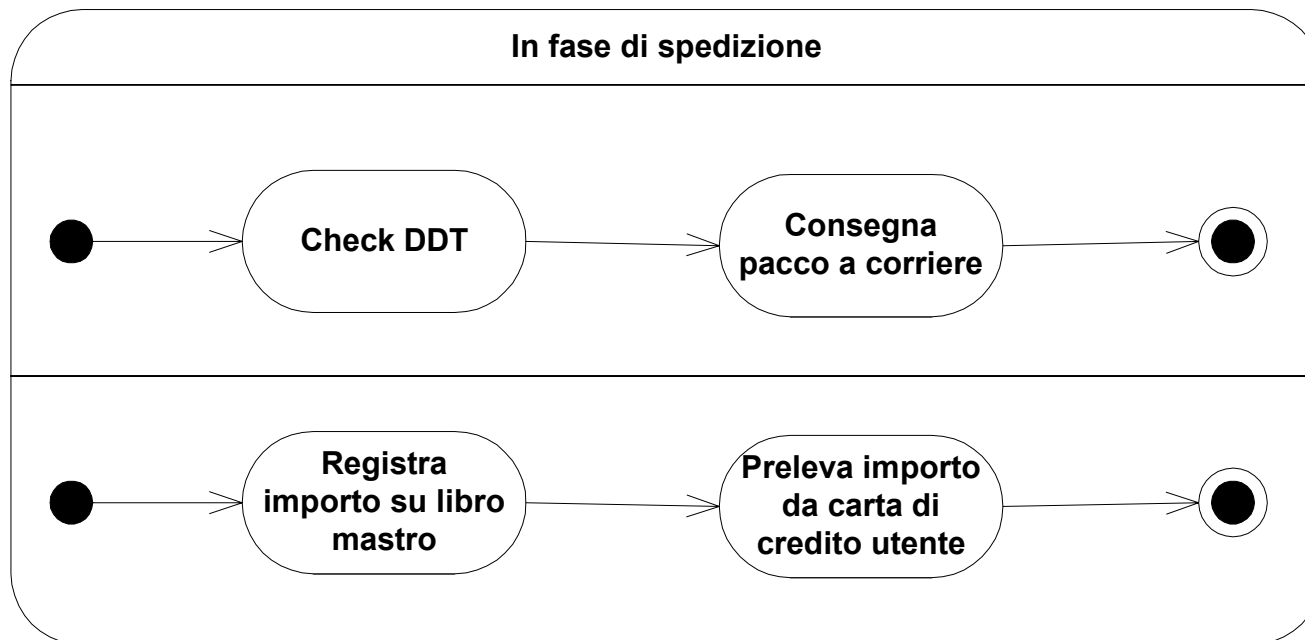 In fase di spedizione
Check DDT
Consegna
pacco a corriere
Registra
importo su libro
mastro
Preleva importo
da carta di
credito utente